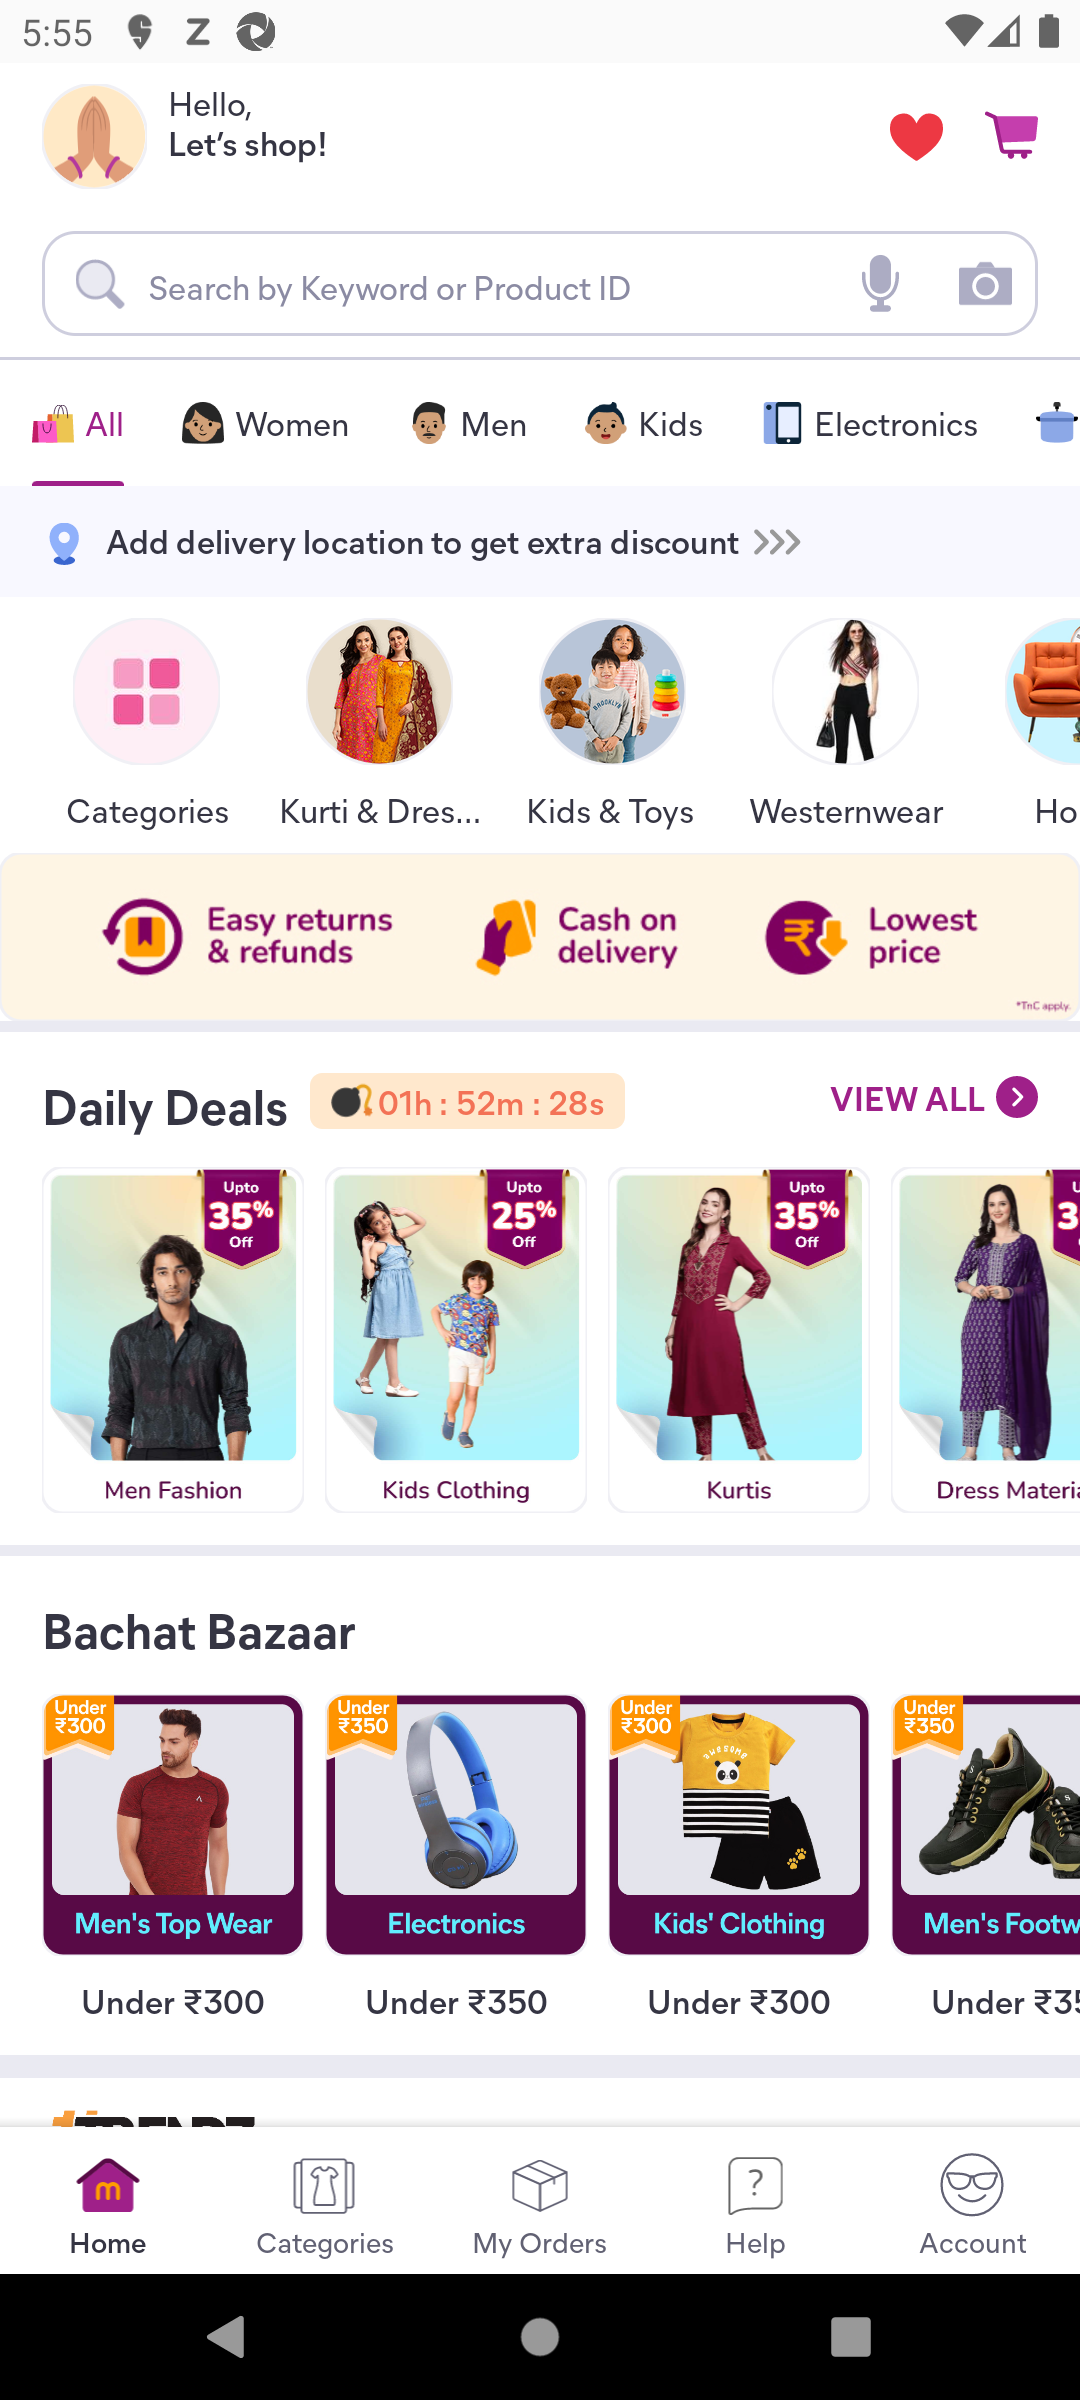 5:55
Hello,
Let's shop!
Search by Keyword or Product ID
All Women Men Kids Electronics
Add delivery location to get extra discount
Categories Kurti & Dres... Kids & Toys Westernwear Ho
Easy returns
& refunds
Cash on
delivery
Lowest
price
*TnC apply.
Daily Deals 01h : 52m : 28s VIEW ALL
Upto
35%
Off
Upto
25%
Off
Upto
35%
Off
Men Fashion Kids Clothing Kurtis Dress Materia
Bachat Bazaar
Under
₹300
Under
₹350
Under
₹300
Under
₹350
AWESOME
Men's Top Wear Electronics Kids' Clothing Men's Footw
Under ₹300 Under ₹350 Under ₹300 Under ₹35
Home Categories My Orders Help Account